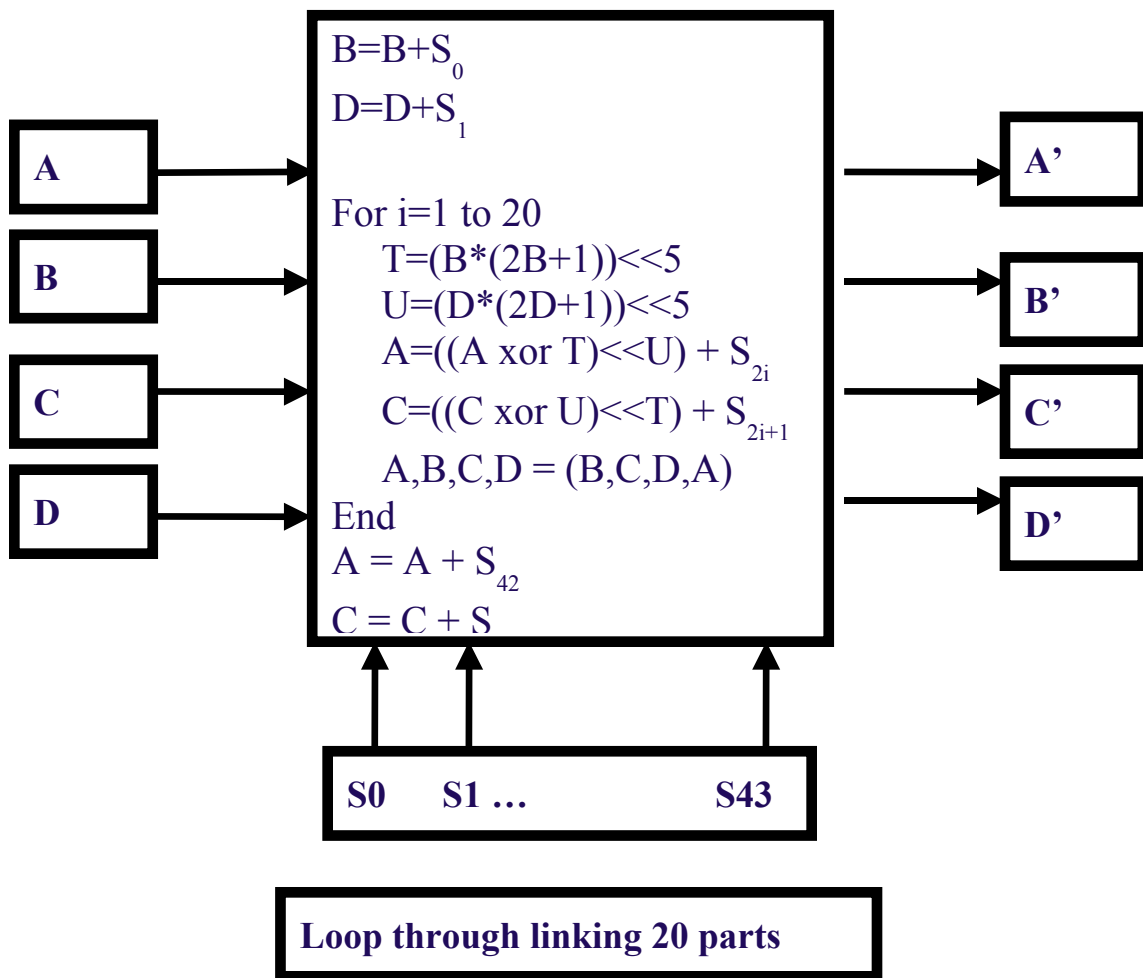 B=B+S0
D=D+S1
For i=1 to 20
T=(B*(2B+1))<<5
U=(D*(2D+1))<<5
A=((A xor T)<<U) + S2i
C=((C xor U)<<T) + S2i+1
A,B,C,D = (B,C,D,A)
End
A = A + S42
C = C + S
A
B
C
D
A’
B’
C’
D’
S0 S1 … S43
Loop through linking 20 parts